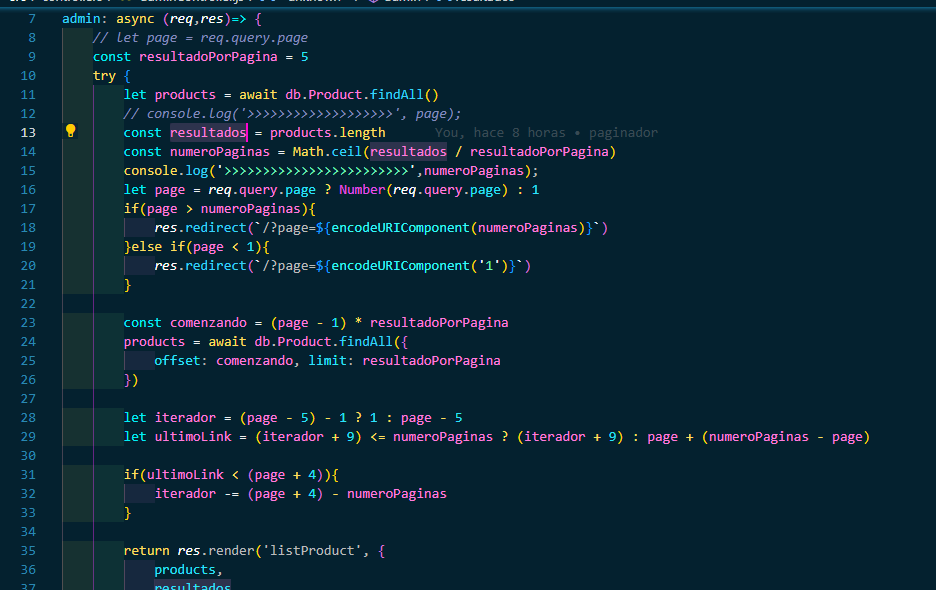 7 admin: async (req,res)=> {
8 // let page = req.query.page
9 const resultadoPorPagina = 5
10 try {
11 let products = await db.Product.findAll()
12 // console.log('>>>>>>>>>>>>>>>>>>>', page);
13 const resultados = products.length You, hace 8 horas • paginador
14 const numeroPaginas = Math.ceil(resultados / resultadoPorPagina)
15 console.log('>>>>>>>>>>>>>>>>>>>>>>>>',numeroPaginas);
16 let page = req.query.page ? Number(req.query.page) : 1
17 if(page > numeroPaginas){
18 res.redirect(`/?page=${encodeURIComponent(numeroPaginas)}`)
19 }else if(page < 1){
20 res.redirect(`/?page=${encodeURIComponent('1')}`)
21 }
22
23 const comenzando = (page - 1) * resultadoPorPagina
24 products = await db.Product.findAll({
25 offset: comenzando, limit: resultadoPorPagina
26 })
27
28 let iterador = (page - 5) - 1 ? 1 : page - 5
29 let ultimoLink = (iterador + 9) <= numeroPaginas ? (iterador + 9) : page + (numeroPaginas - page)
30
31 if(ultimoLink < (page + 4)){
32 iterador -= (page + 4) - numeroPaginas
33 }
34
35 return res.render('listProduct', {
36 products,
37 resultados